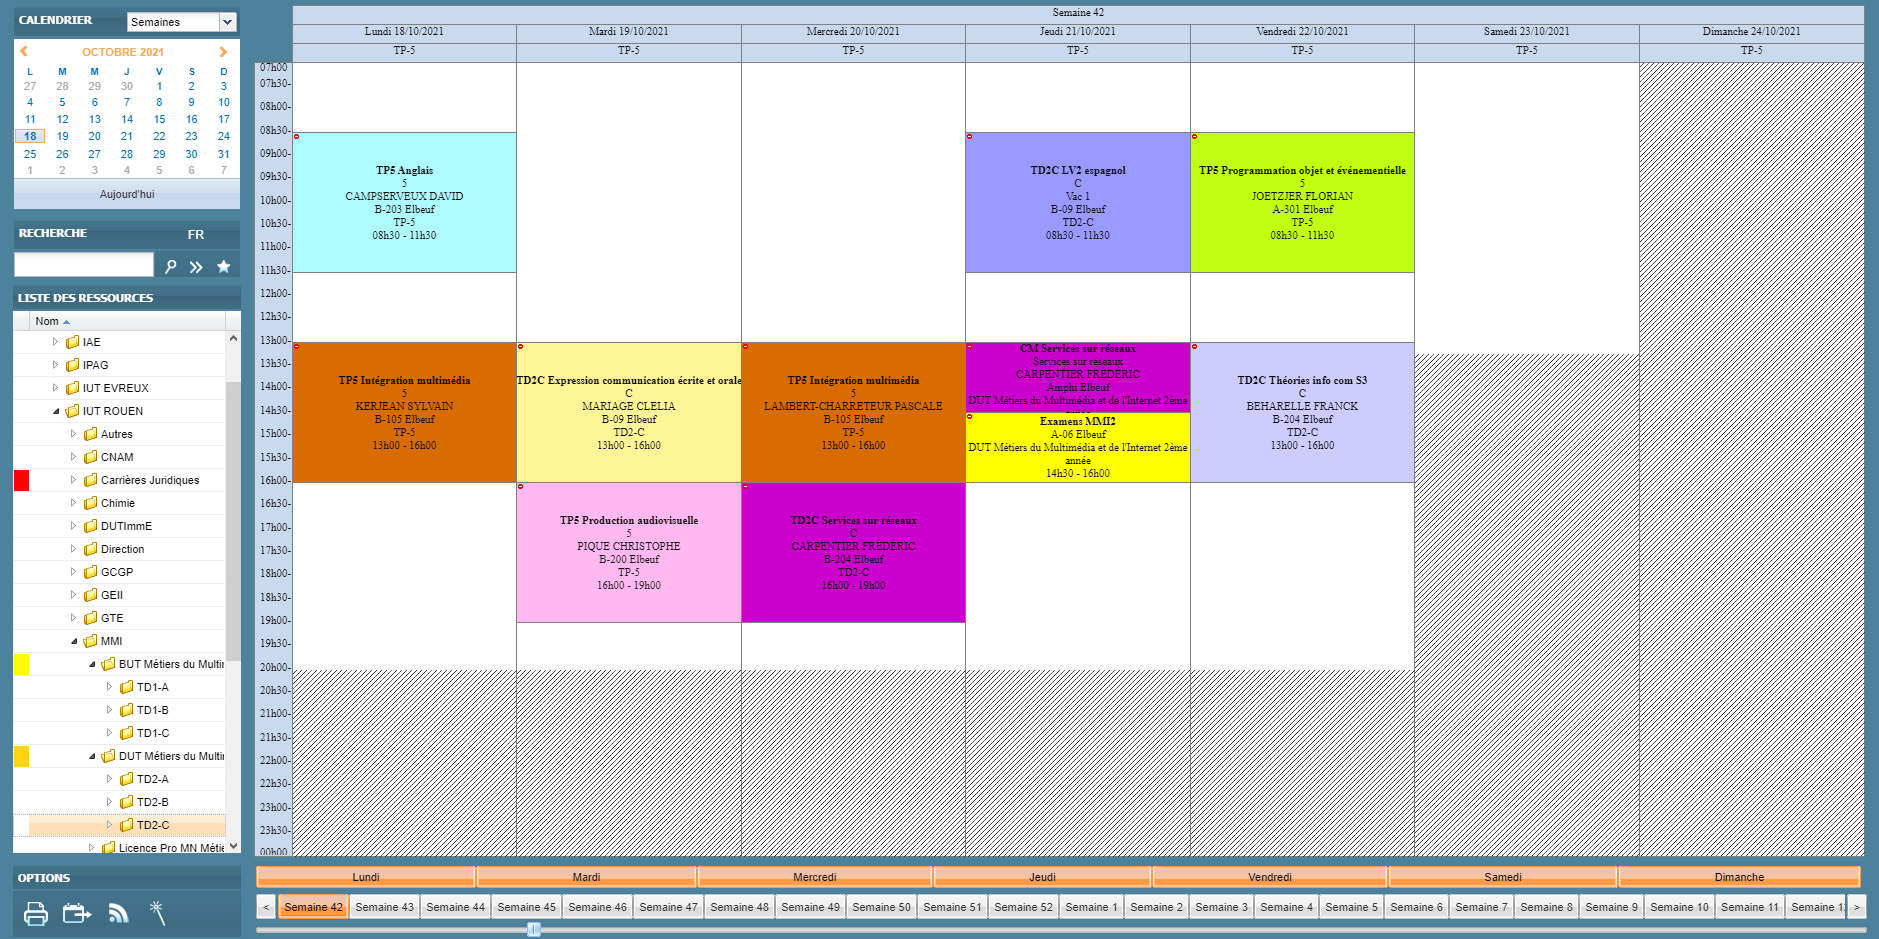 CALENDRIER
Semaines
OCTOBRE 2021
L M M J V S D
27 28 29 30 1 2 3
4 5 6 7 8 9 10
11 12 13 14 15 16 17
18 19 20 21 22 23 24
25 26 27 28 29 30 31
1 2 3 4 5 6 7
Aujourd'hui
RECHERCHE FR
LISTE DES RESSOURCES
Nom
IAE
IPAG
IUT EVREUX
IUT ROUEN
Autres
CNAM
Carrières Juridiques
Chimie
DUTImmE
Direction
GCGP
GEII
GTE
MMI
BUT Métiers du Multir
TD1-A
TD1-B
TD1-C
DUT Métiers du Multir
TD2-A
TD2-B
TD2-C
Licence Pro MN Métie
OPTIONS
Semaine 42
Lundi 18/10/2021 Mardi 19/10/2021 Mercredi 20/10/2021 Jeudi 21/10/2021 Vendredi 22/10/2021 Samedi 23/10/2021 Dimanche 24/10/2021
TP-5 TP-5 TP-5 TP-5 TP-5 TP-5 TP-5
07h00
07h30-
08h00-
08h30-
09h00-
09h30-
10h00-
10h30-
11h00-
11h30-
12h00-
12h30-
13h00-
13h30-
14h00-
14h30-
15h00-
15h30-
16h00-
16h30-
17h00-
17h30-
18h00-
18h30-
19h00-
19h30-
20h00-
20h30-
21h00-
21h30-
22h00-
22h30-
23h00-
23h30-
00h00
TP5 Anglais
5
CAMPSERVEUX DAVID
B-203 Elbeuf
TP-5
08h30 - 11h30
TP5 Intégration multimédia
5
KERJEAN SYLVAIN
B-105 Elbeuf
TP-5
13h00 - 16h00
TD2C Expression communication écrite et orale
C
MARIAGE CLELIA
B-09 Elbeuf
TD2-C
13h00 - 16h00
TP5 Production audiovisuelle
5
PIQUE CHRISTOPHE
B-200 Elbeuf
TP-5
16h00 - 19h00
TP5 Intégration multimédia
5
LAMBERT-CHARRETEUR PASCALE
B-105 Elbeuf
TP-5
13h00 - 16h00
TD2C Services sur réseaux
C
CARPENTIER FRÉDÉRIC
B-204 Elbeuf
TD2-C
16h00 - 19h00
TD2C LV2 espagnol
C
Vac 1
B-09 Elbeuf
TD2-C
08h30 - 11h30
CM Services sur réseaux
Services sur réseaux
CARPENTIER FRÉDÉRIC
Amphi Elbeuf
DUT Métiers du Multimédia et de l'Internet 2ème
année
Examens MMI2
A-06 Elbeuf
DUT Métiers du Multimédia et de l'Internet 2ème
année
14h30 - 16h00
TP5 Programmation objet et événementielle
5
JOETZJER FLORIAN
A-301 Elbeuf
TP-5
08h30 - 11h30
TD2C Théories info com S3
C
BEHARELLE FRANCK
B-204 Elbeuf
TD2-C
13h00 - 16h00
Lundi Mardi Mercredi Jeudi Vendredi Samedi Dimanche
< Semaine 42 Semaine 43 Semaine 44 Semaine 45 Semaine 46 Semaine 47 Semaine 48 Semaine 49 Semaine 50 Semaine 51 Semaine 52 Semaine 1 Semaine 2 Semaine 3 Semaine 4 Semaine 5 Semaine 6 Semaine 7 Semaine 8 Semaine 9 Semaine 10 Semaine 11 Semaine 1 >